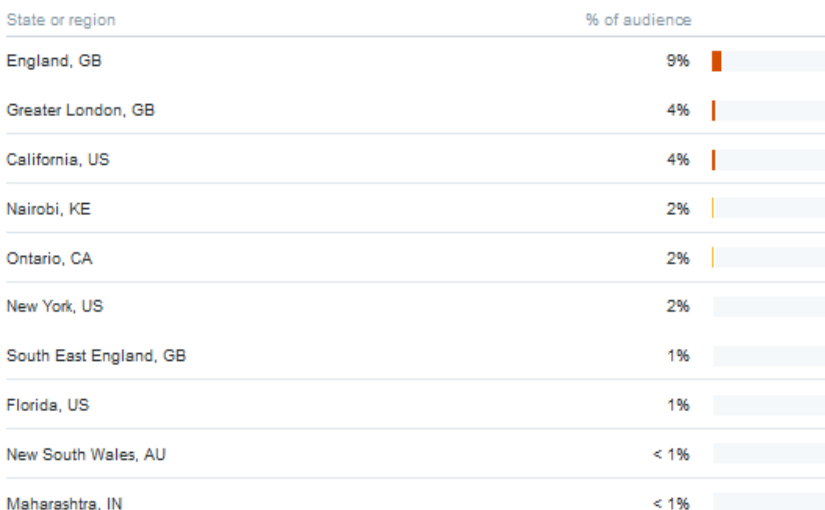 State or region % of audience
England, GB 9%
Greater London, GB 4%
California, US 4%
Nairobi, KE 2%
Ontario, CA 2%
New York, US 2%
South East England, GB 1%
Florida, US 1%
New South Wales, AU < 1%
Maharashtra, IN < 1%